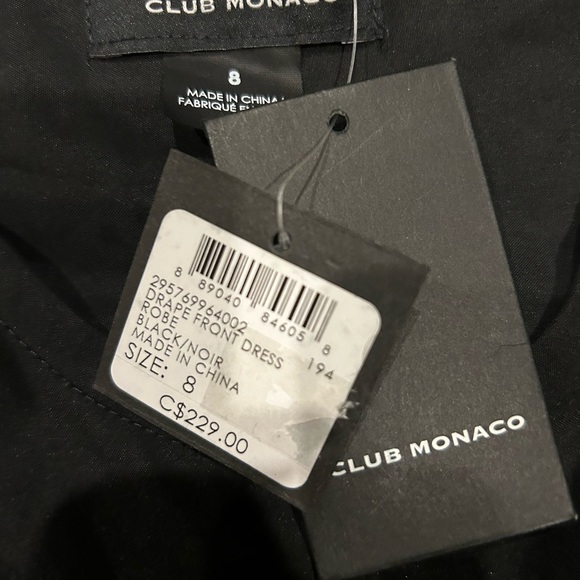 CLUB MONACO
8
MADE IN CHINA
FABRIQUÉ EN
8 89040 84605 8
295769964002 194
DRAPE FRONT DRESS
ROBE
BLACK/NOIR
MADE IN CHINA
SIZE: 8
C$229.00
CLUB MONACO